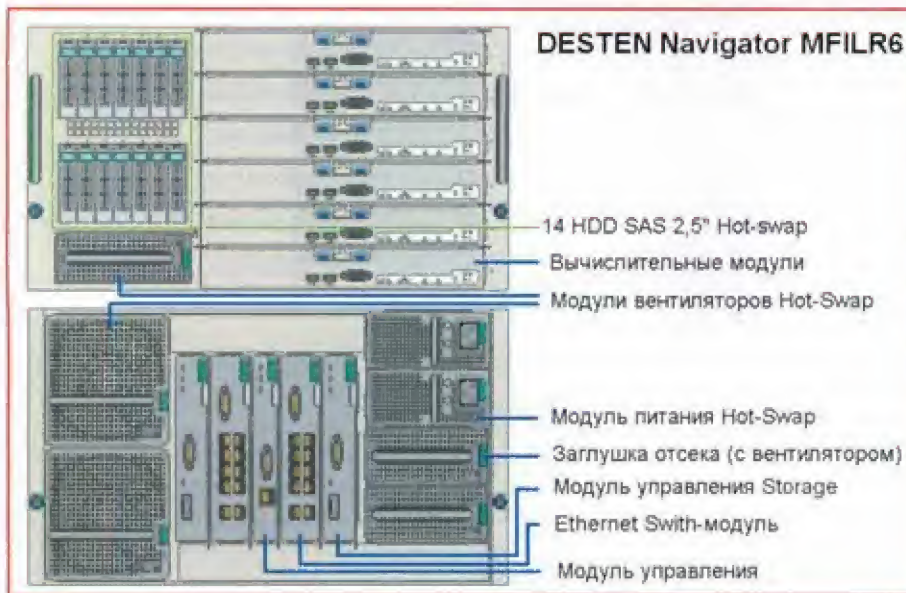 DESTEN Navigator MFILR6
14 HDD SAS 2,5" Hot-swap
Вычислительные модули
Модули вентиляторов Hot-Swap
Модуль питания Hot-Swap
Заглушка отсека (с вентилятором)
Модуль управления Storage
Ethernet Swith-модуль
Модуль управления